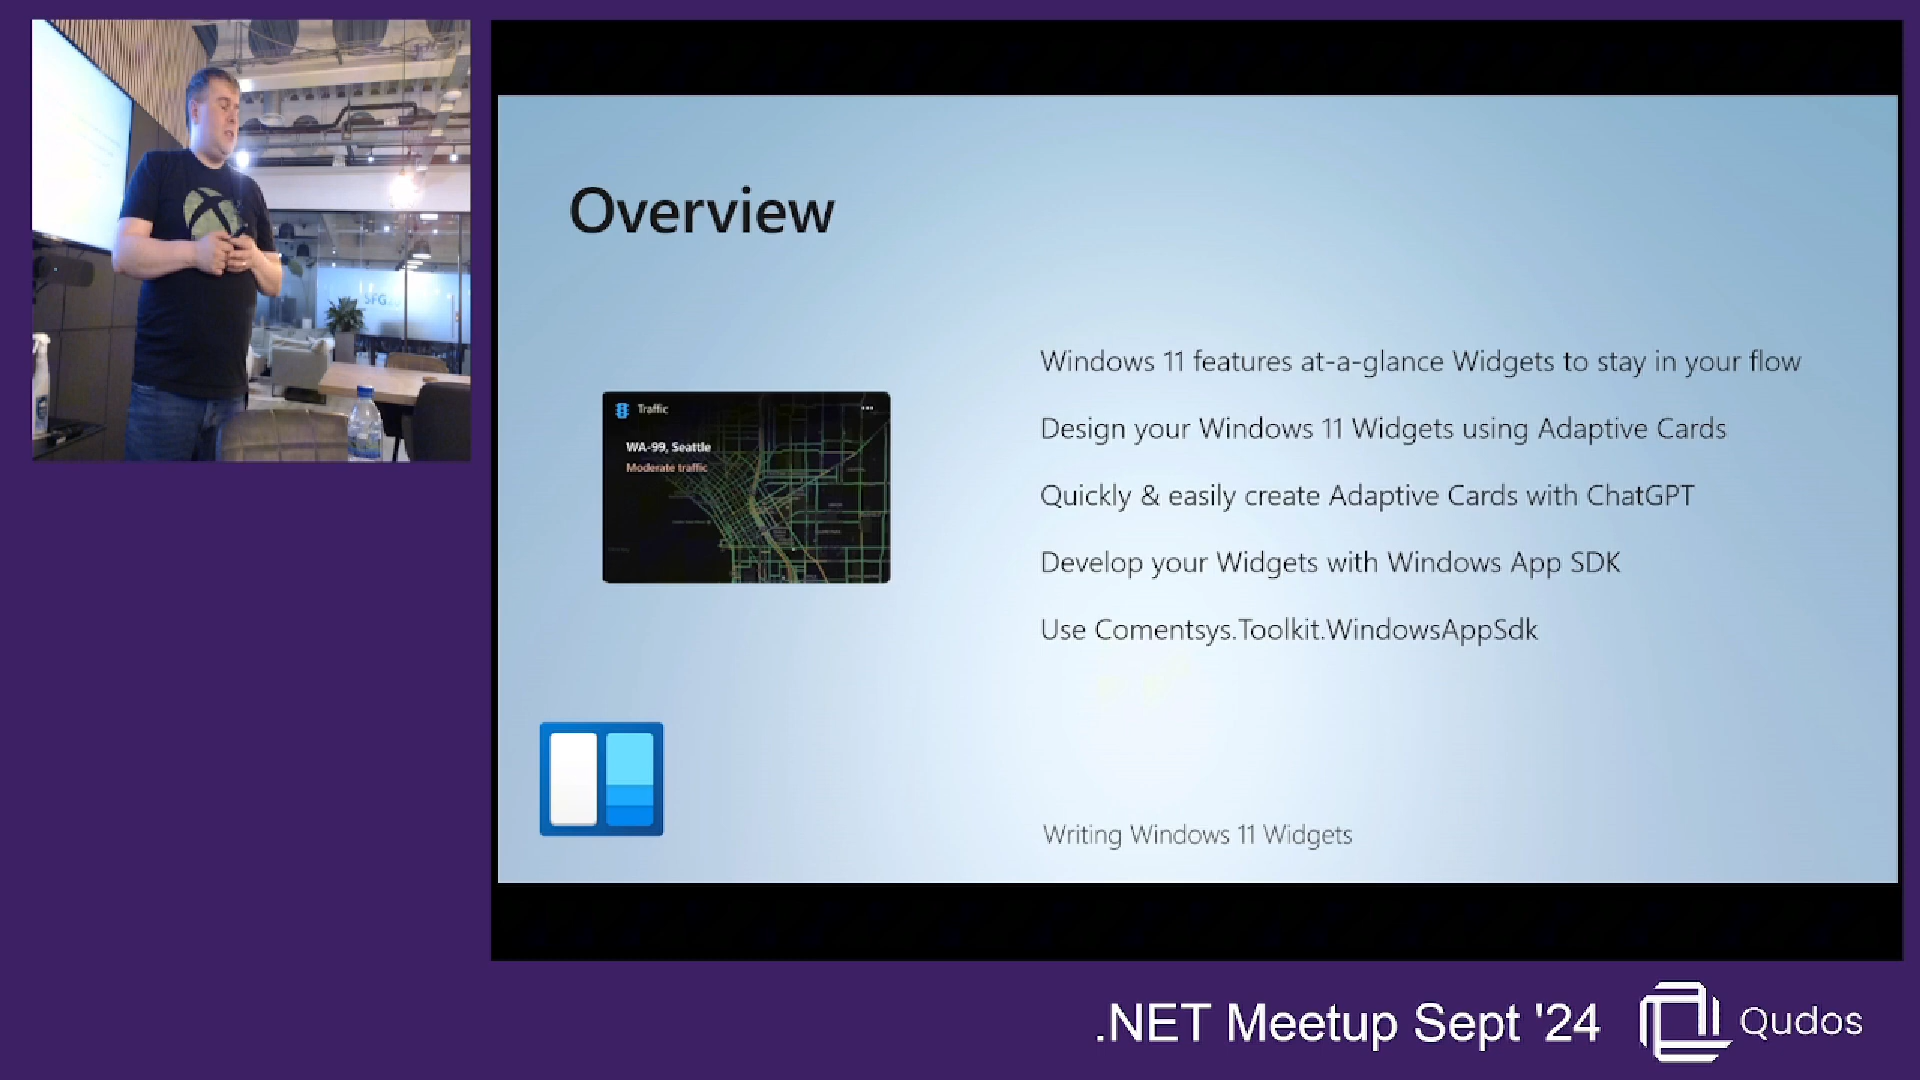 Overview
Traffic
WA-99, Seattle
Moderate traffic
Windows 11 features at-a-glance Widgets to stay in your flow
Design your Windows 11 Widgets using Adaptive Cards
Quickly & easily create Adaptive Cards with ChatGPT
Develop your Widgets with Windows App SDK
Use Comentsys.Toolkit.WindowsAppSdk
Writing Windows 11 Widgets
SFG
.NET Meetup Sept '24
Qudos